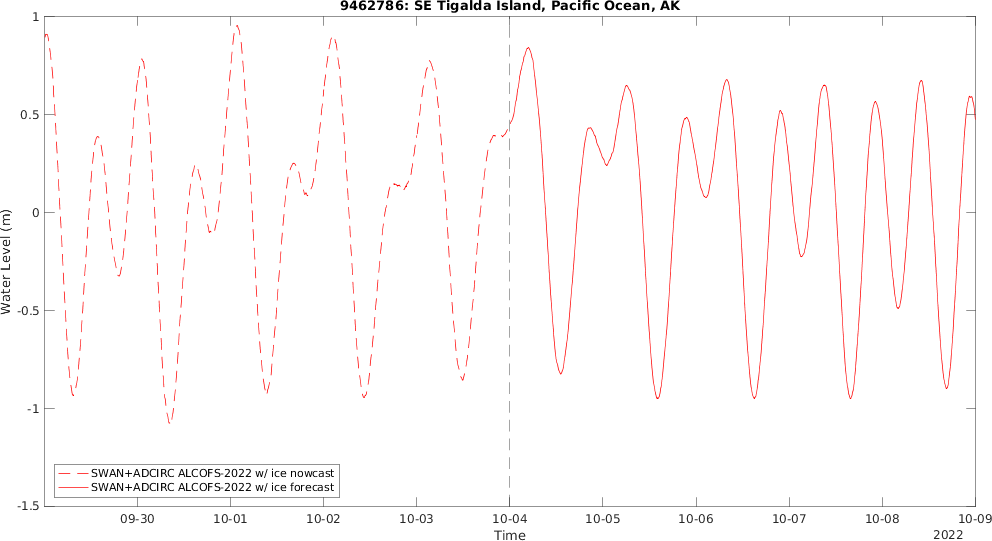 9462786: SE Tigalda Island, Pacific Ocean, AK
1
0.5
0
-0.5
-1
-1.5
Water Level (m)
SWAN+ADCIRC ALCOFS-2022 w/ ice nowcast
SWAN+ADCIRC ALCOFS-2022 w/ ice forecast
09-30 10-01 10-02 10-03 10-04 10-05 10-06 10-07 10-08 10-09
Time
2022